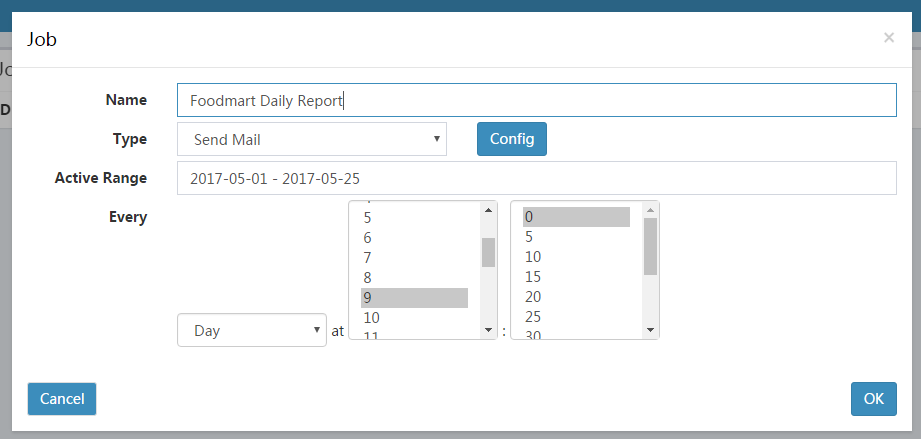 Job
×
Jo
D
Name
Foodmart Daily Report
Type
Send Mail
Config
Active Range
2017-05-01 - 2017-05-25
Every
5
6
7
8
9
10
11
0
5
10
15
20
25
30
Day
at
:
Cancel
OK